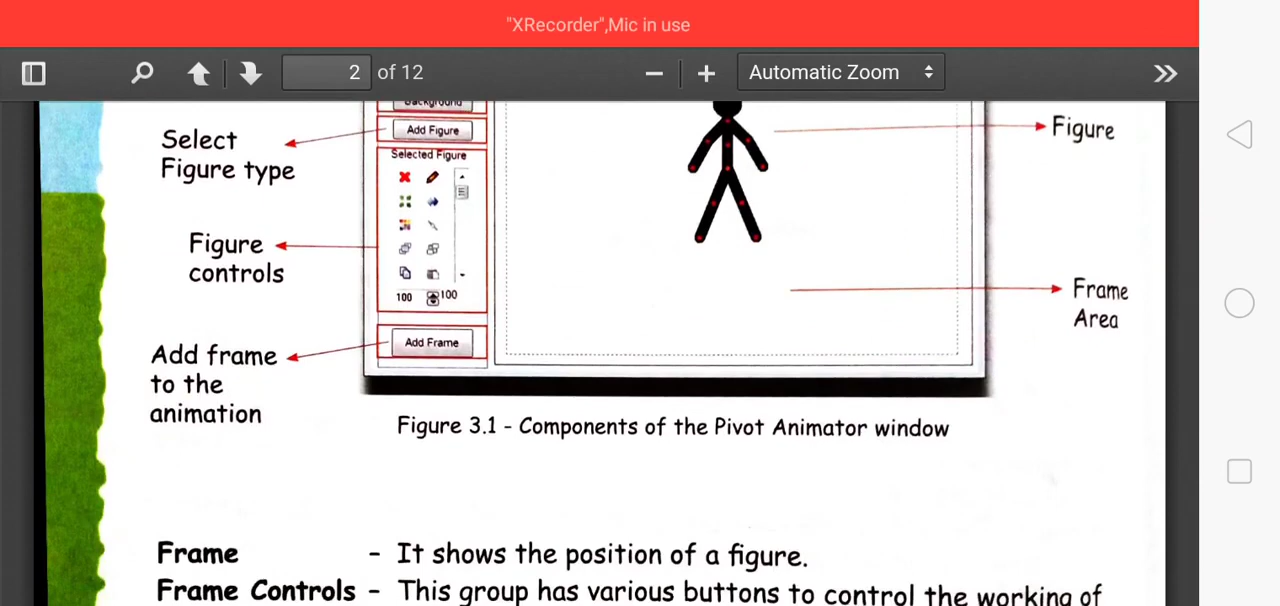 "XRecorder",Mic in use
2 of 12
Automatic Zoom
Background
Select
Figure type
Add Figure
Figure
Selected Figure
Figure
controls
100
100
Frame
Area
Add frame
to the
animation
Add Frame
Figure 3.1 - Components of the Pivot Animator window
Frame - It shows the position of a figure.
Frame Controls - This group has various buttons to control the working of